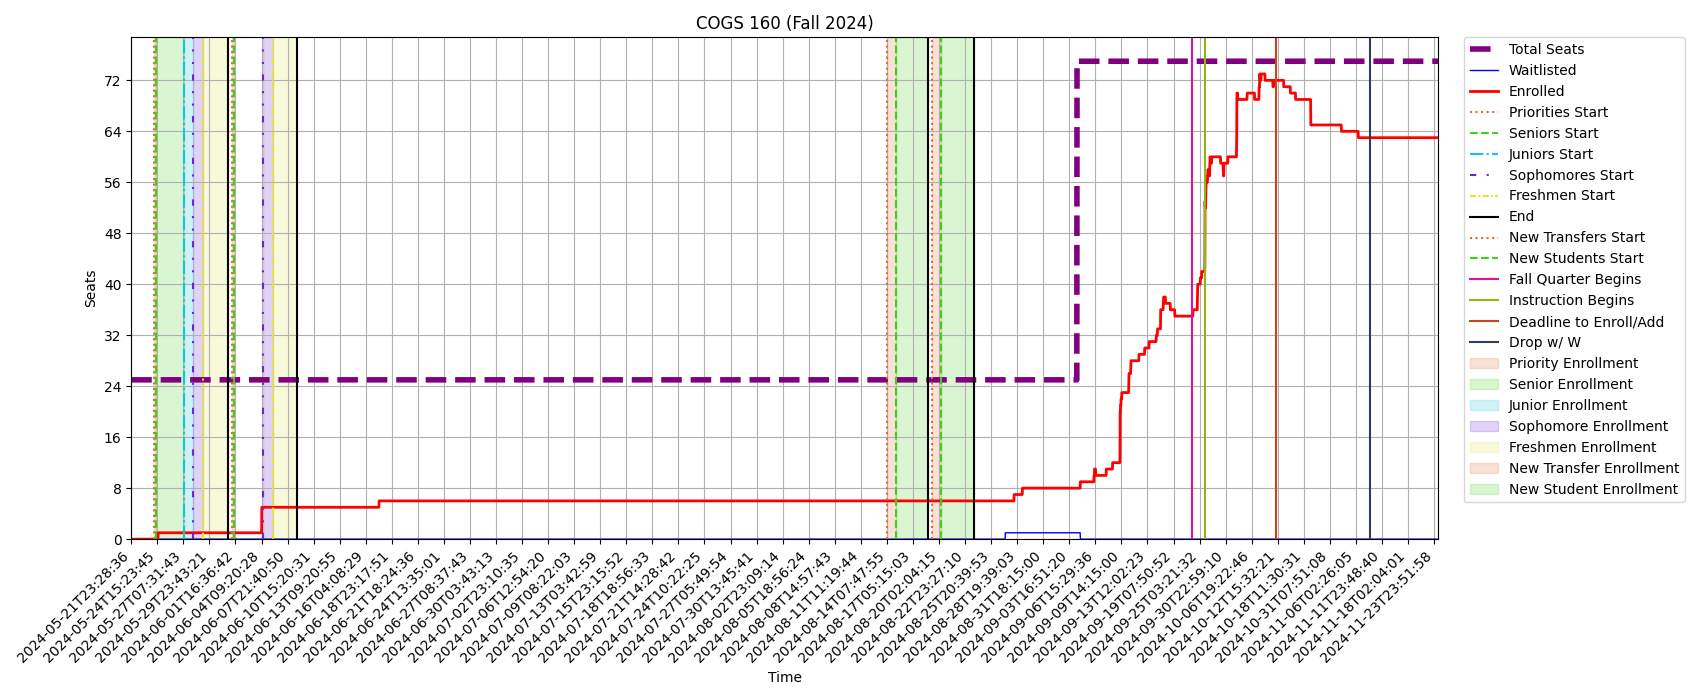 COGS 160 (Fall 2024)
Seats
72
64
56
48
40
32
24
16
8
0
2024-05-21T23:28:36
2024-05-24T15:23:45
2024-05-27T07:31:43
2024-05-29T23:43:21
2024-06-01T16:36:42
2024-06-04T09:20:28
2024-06-07T21:40:50
2024-06-10T15:20:31
2024-06-13T09:20:55
2024-06-16T04:08:29
2024-06-18T23:17:51
2024-06-21T18:24:36
2024-06-24T13:35:01
2024-06-27T08:37:43
2024-06-30T03:43:13
2024-07-02T23:10:35
2024-07-06T12:54:20
2024-07-09T08:22:03
2024-07-13T03:42:59
2024-07-15T23:15:52
2024-07-18T18:56:33
2024-07-21T14:28:42
2024-07-24T10:22:25
2024-07-27T05:49:54
2024-07-30T13:45:41
2024-08-02T23:09:14
2024-08-05T18:56:24
2024-08-08T14:57:43
2024-08-11T11:19:44
2024-08-14T07:47:55
2024-08-17T05:15:03
2024-08-20T02:04:15
2024-08-22T23:27:10
2024-08-25T20:39:53
2024-08-28T19:39:03
2024-08-31T18:15:00
2024-09-03T16:51:20
2024-09-06T15:29:36
2024-09-09T14:15:00
2024-09-13T12:02:23
2024-09-19T07:50:52
2024-09-25T03:21:32
2024-09-30T22:59:10
2024-10-06T19:22:46
2024-10-12T15:32:21
2024-10-18T11:30:31
2024-10-31T07:51:08
2024-11-06T02:26:05
2024-11-11T23:48:40
2024-11-18T02:04:01
2024-11-23T23:51:58
Time
Total Seats
Waitlisted
Enrolled
Priorities Start
Seniors Start
Juniors Start
Sophomores Start
Freshmen Start
End
New Transfers Start
New Students Start
Fall Quarter Begins
Instruction Begins
Deadline to Enroll/Add
Drop w/ W
Priority Enrollment
Senior Enrollment
Junior Enrollment
Sophomore Enrollment
Freshmen Enrollment
New Transfer Enrollment
New Student Enrollment